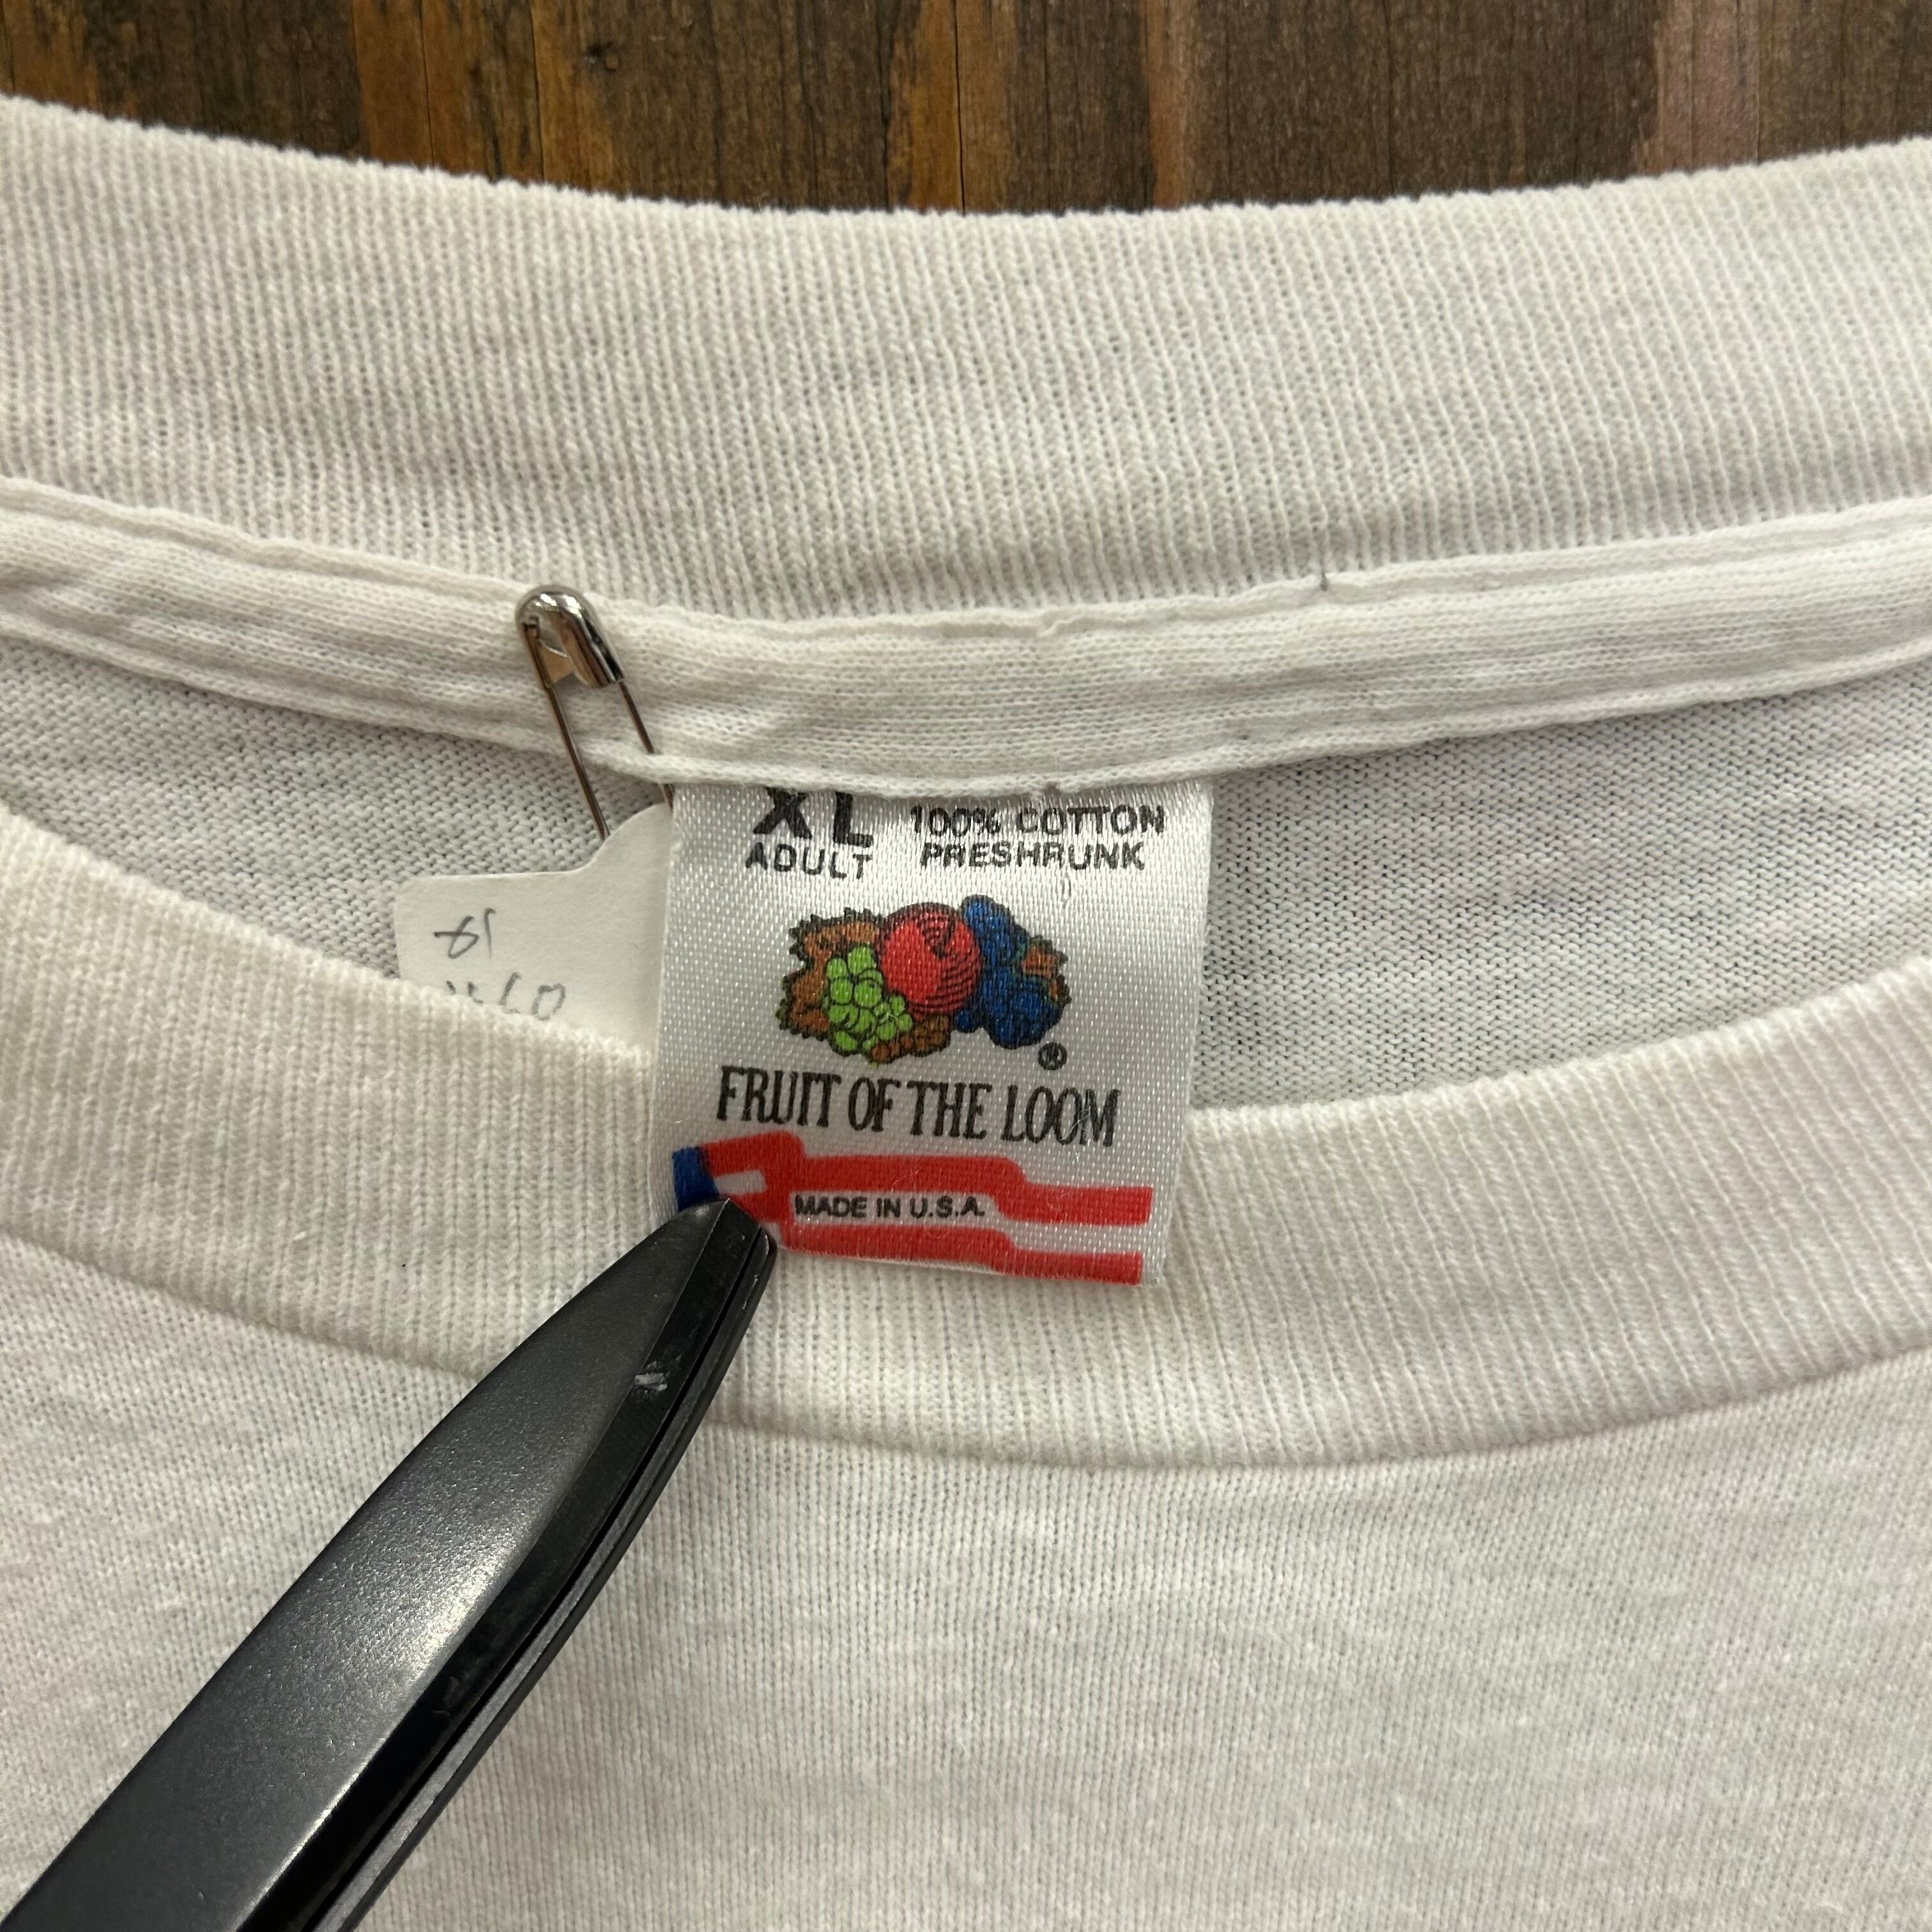 XL
ADULT
100% COTTON
PRESHRUNK
®
FRUIT OF THE LOOM
MADE IN U.S.A.